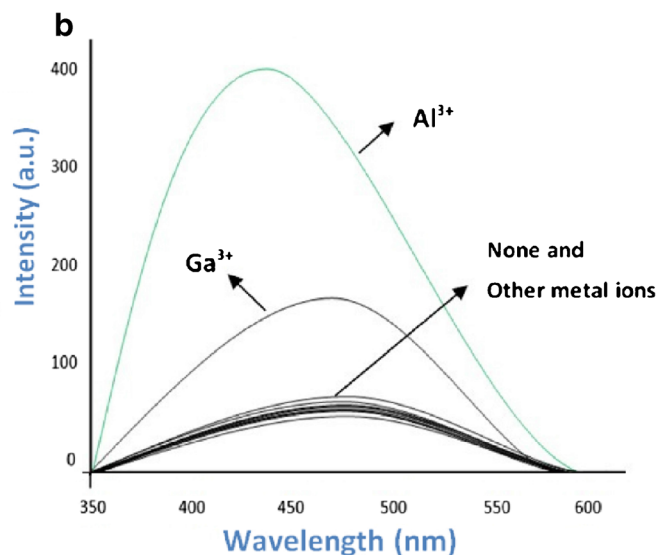 b
400
300
200
100
0
Intensity (a.u.)
Al³⁺
Ga³⁺
None and
Other metal ions
350
400
450
500
550
600
Wavelength (nm)